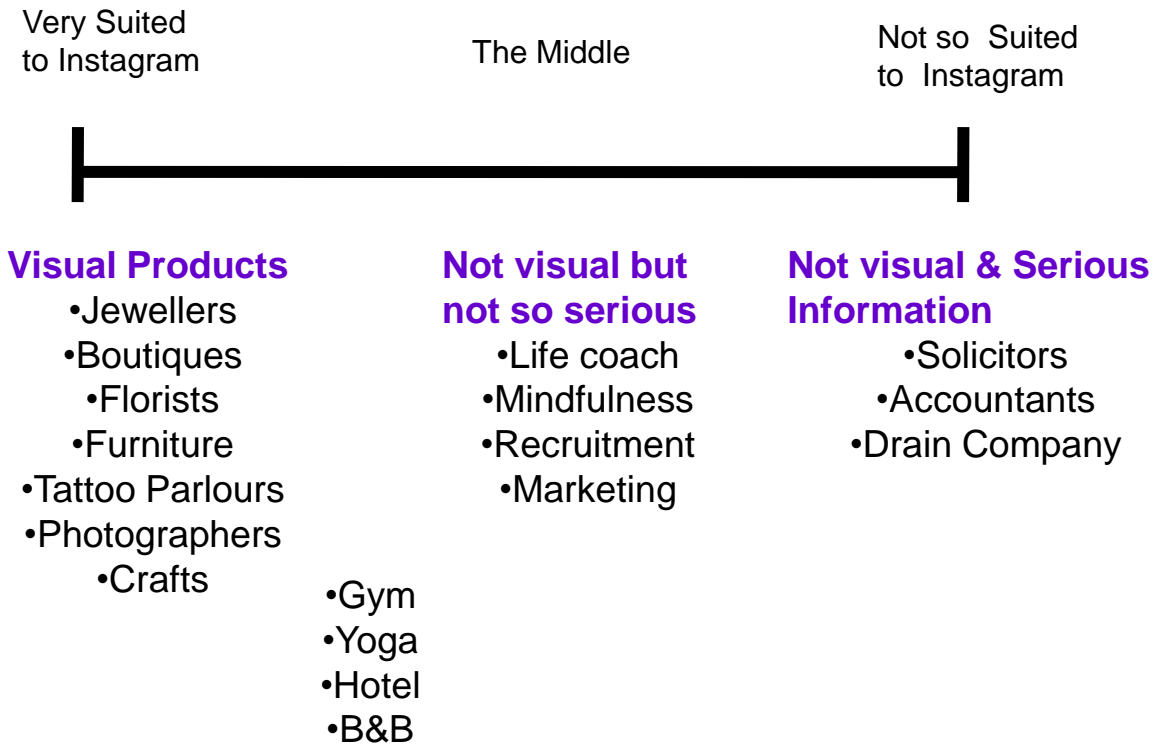 Very Suited
to Instagram
The Middle
Not so  Suited
to  Instagram
Visual Products
•Jewellers
•Boutiques
•Florists
•Furniture
•Tattoo Parlours
•Photographers
•Crafts
•Gym
•Yoga
•Hotel
•B&B
Not visual but
not so serious
•Life coach
•Mindfulness
•Recruitment
•Marketing
Not visual & Serious
Information
•Solicitors
•Accountants
•Drain Company